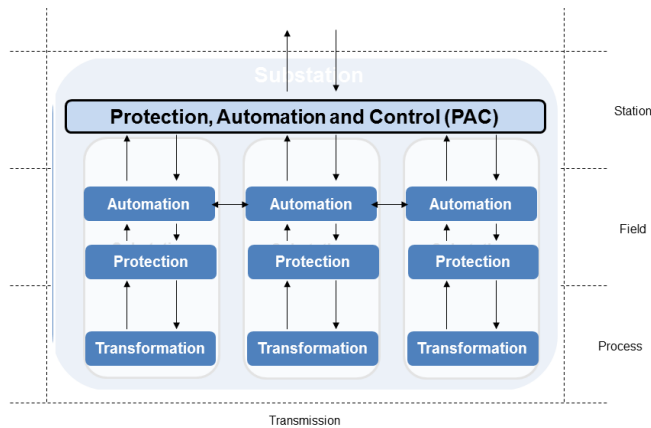 Substation
Protection, Automation and Control (PAC)
Station
Automation
Automation
Automation
Field
Protection
Protection
Protection
Transformation
Transformation
Transformation
Process
Transmission